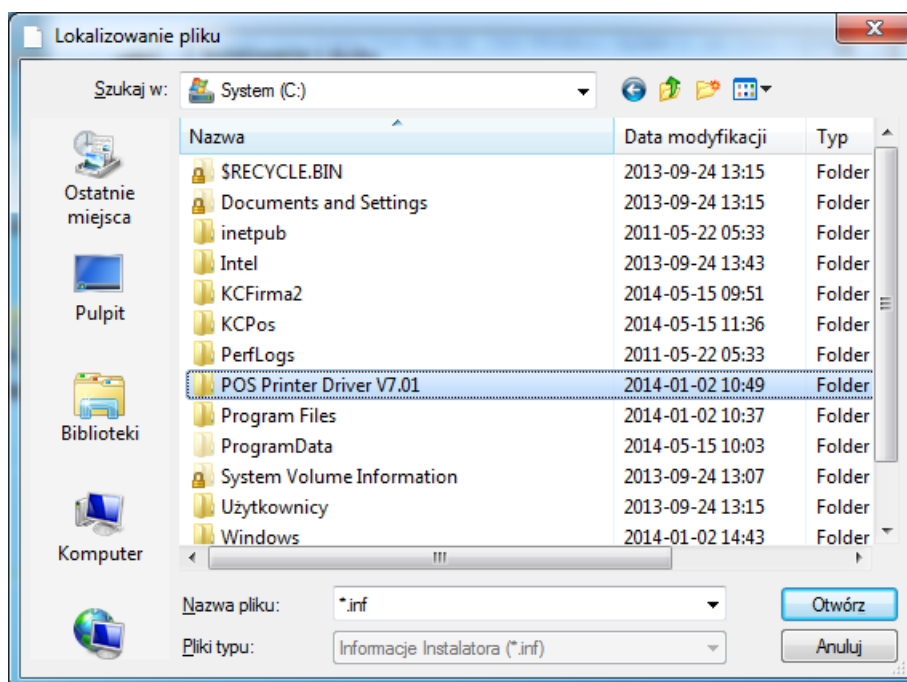 Lokalizowanie pliku
Szukaj w: System (C:)
Nazwa Data modyfikacji Typ
$RECYCLE.BIN 2013-09-24 13:15 Folder
Documents and Settings 2013-09-24 13:15 Folder
inetpub 2011-05-22 05:33 Folder
Intel 2013-09-24 13:43 Folder
KCFirma2 2014-05-15 09:51 Folder
KCPos 2014-05-15 11:36 Folder
PerfLogs 2011-05-22 05:33 Folder
POS Printer Driver V7.01 2014-01-02 10:49 Folder
Program Files 2014-01-02 10:37 Folder
ProgramData 2014-05-15 10:03 Folder
System Volume Information 2013-09-24 13:07 Folder
Użytkownicy 2013-09-24 13:15 Folder
Windows 2014-01-02 14:43 Folder
Ostatnie
miejsca
Pulpit
Biblioteki
Komputer
Nazwa pliku: *.inf Otwórz
Pliki typu: Informacje Instalatora (*.inf) Anuluj